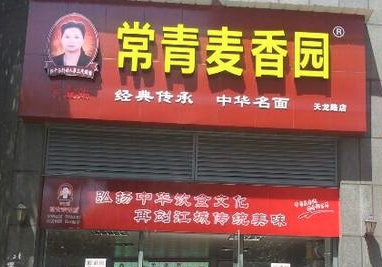 常青麦香园®
经典传承 中华名面 天龙路店
弘扬中华饮食文化
再创江城传统美味